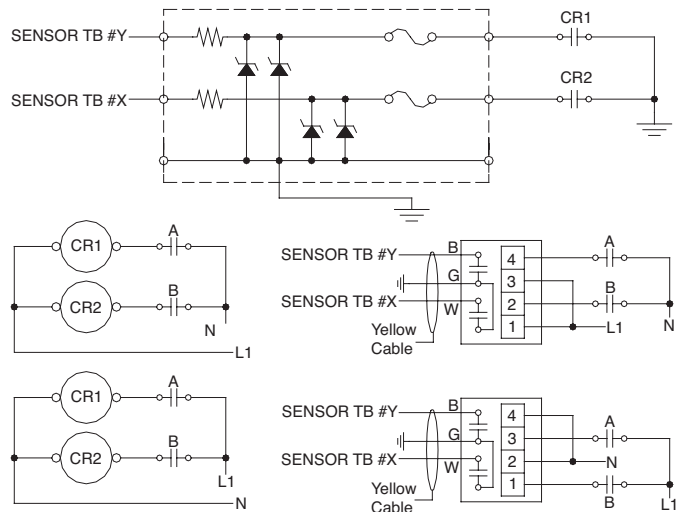 CR1
SENSOR TB #Y
CR2
SENSOR TB #X
CR1
A
CR2
B
N
L1
SENSOR TB #Y
B
4
A
G
3
SENSOR TB #X
W
2
B
1
L1
N
Yellow
Cable
CR1
A
CR2
B
L1
N
SENSOR TB #Y
B
4
A
G
3
SENSOR TB #X
W
2
N
1
B
L1
Yellow
Cable